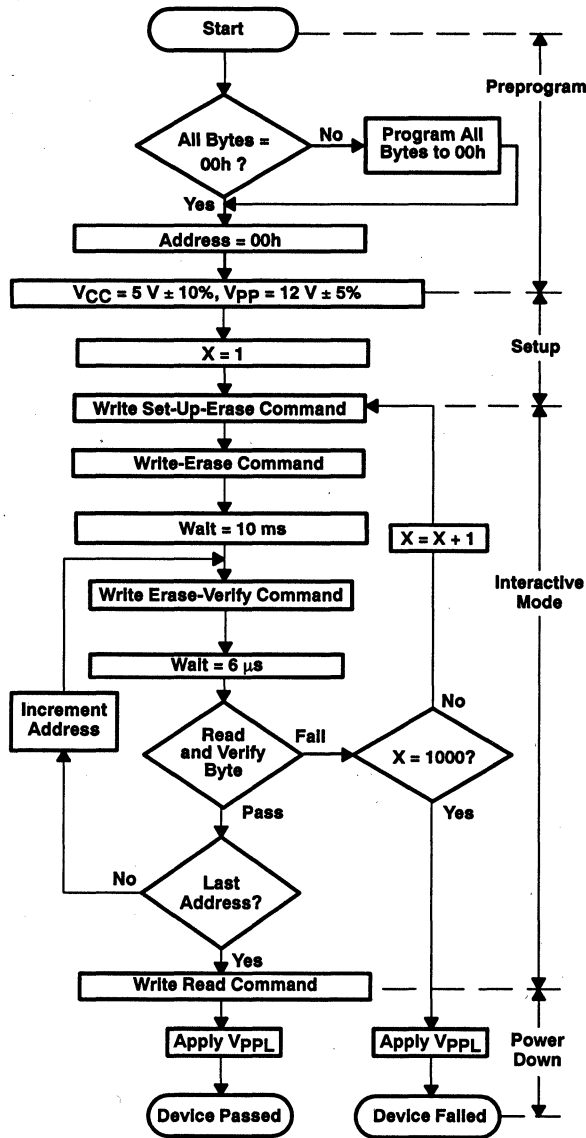 Start
Preprogram
All Bytes =
00h ?
No
Program All
Bytes to 00h
Yes
Address = 00h
VCC = 5 V ± 10%, VPP = 12 V ± 5%
Setup
X = 1
Write Set-Up-Erase Command
Write-Erase Command
Wait = 10 ms
X = X + 1
Interactive
Mode
Write Erase-Verify Command
Wait = 6 µs
Increment
Address
Read
and Verify
Byte
Fail
No
X = 1000?
Pass
Yes
No
Last
Address?
Yes
Write Read Command
Apply VPPL
Apply VPPL
Power
Down
Device Passed
Device Failed